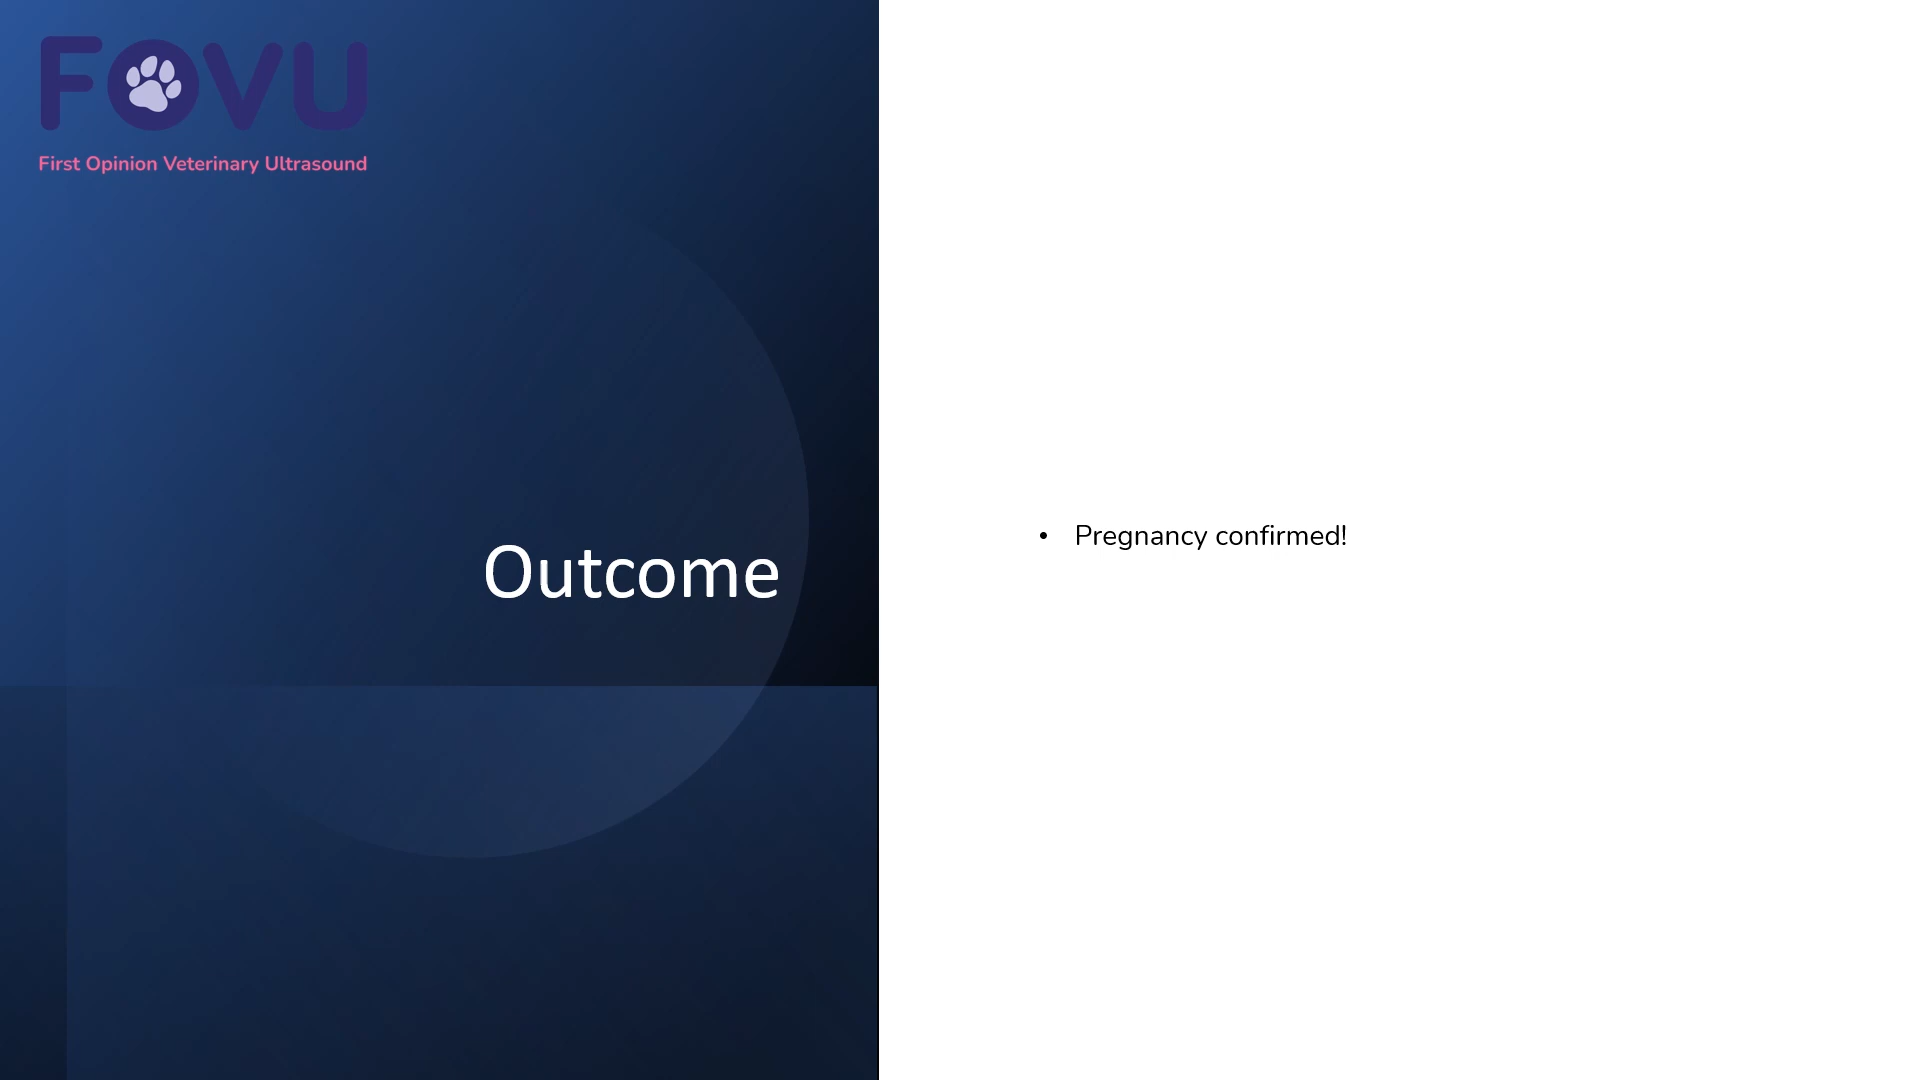 FOVU
First Opinion Veterinary Ultrasound
Outcome
• Pregnancy confirmed!